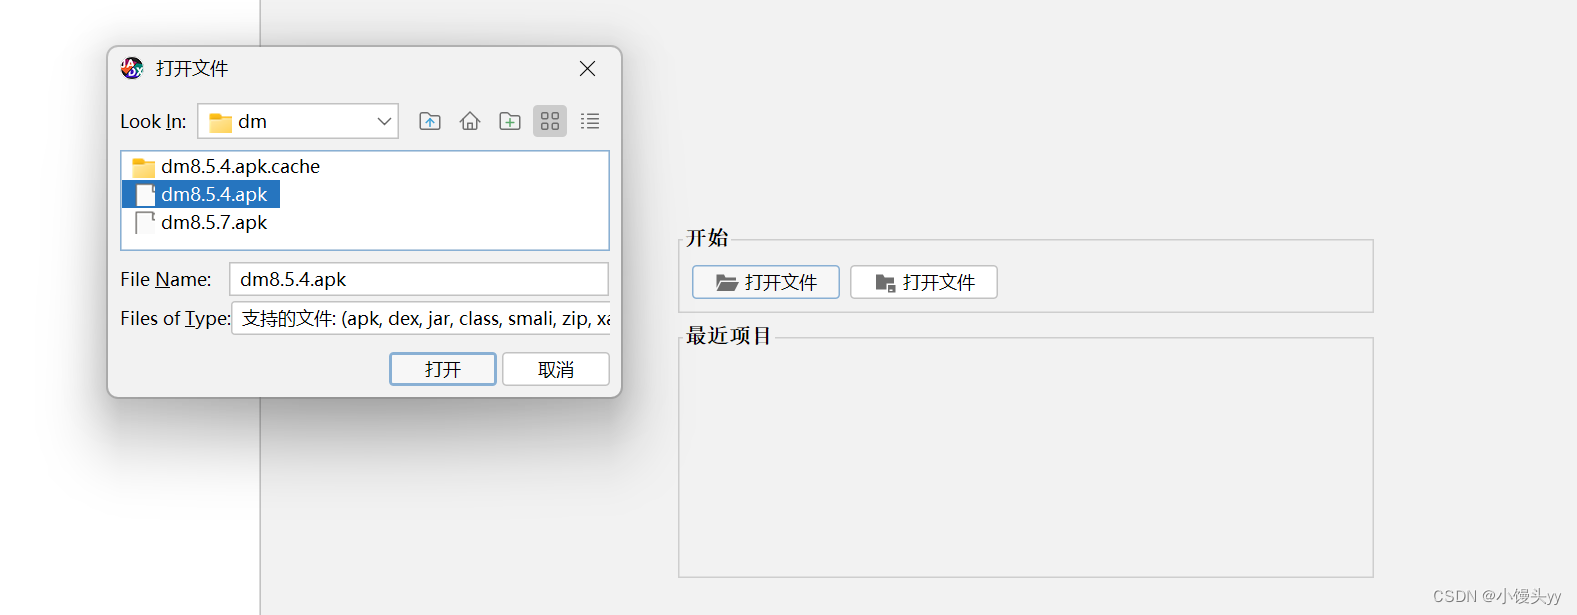 打开文件
Look In: dm
dm8.5.4.apk.cache
dm8.5.4.apk
dm8.5.7.apk
File Name: dm8.5.4.apk
Files of Type: 支持的文件: (apk, dex, jar, class, smali, zip, xa
打开 取消
开始
打开文件 打开文件
最近项目
CSDN @小馒头yy